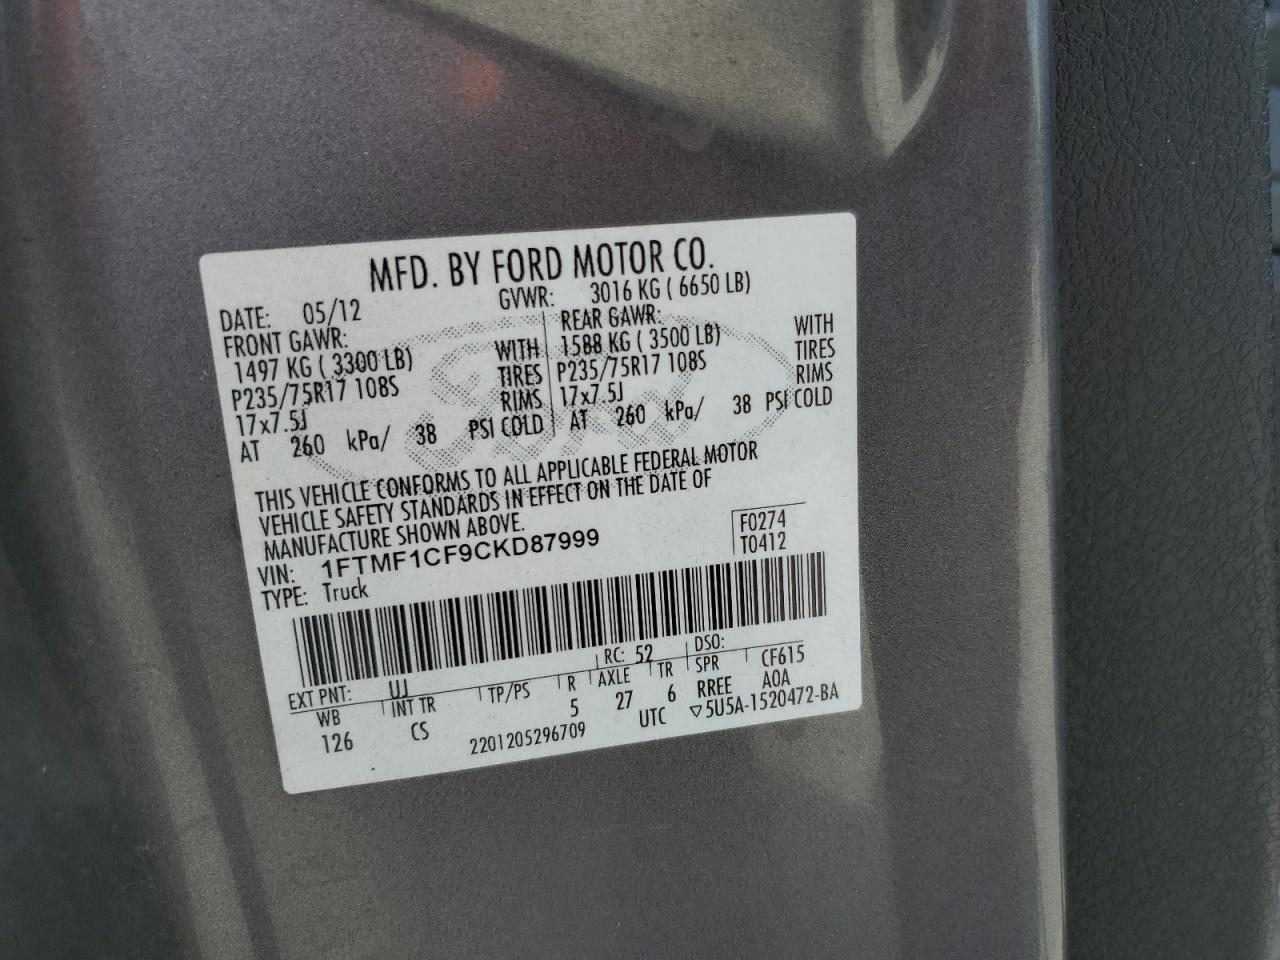 MFD. BY FORD MOTOR CO.
DATE: 05/12 GVWR: 3016 KG ( 6650 LB)
FRONT GAWR: REAR GAWR:
1497 KG ( 3300 LB) WITH 1588 KG ( 3500 LB) WITH
P235/75R17 108S TIRES P235/75R17 108S TIRES
17x7.5J RIMS 17x7.5J RIMS
AT 260 kPa/ 38 PSI COLD AT 260 kPa/ 38 PSI COLD
THIS VEHICLE CONFORMS TO ALL APPLICABLE FEDERAL MOTOR
VEHICLE SAFETY STANDARDS IN EFFECT ON THE DATE OF
MANUFACTURE SHOWN ABOVE.
VIN: 1FTMF1CF9CKD87999 F0274
TYPE: Truck T0412
EXT PNT: UJ RC: 52 DSO:
WB INT TR TP/PS R AXLE TR SPR CF615
126 CS 5 27 6 RREE A0A
2201205296709 UTC ▽5U5A-1520472-BA